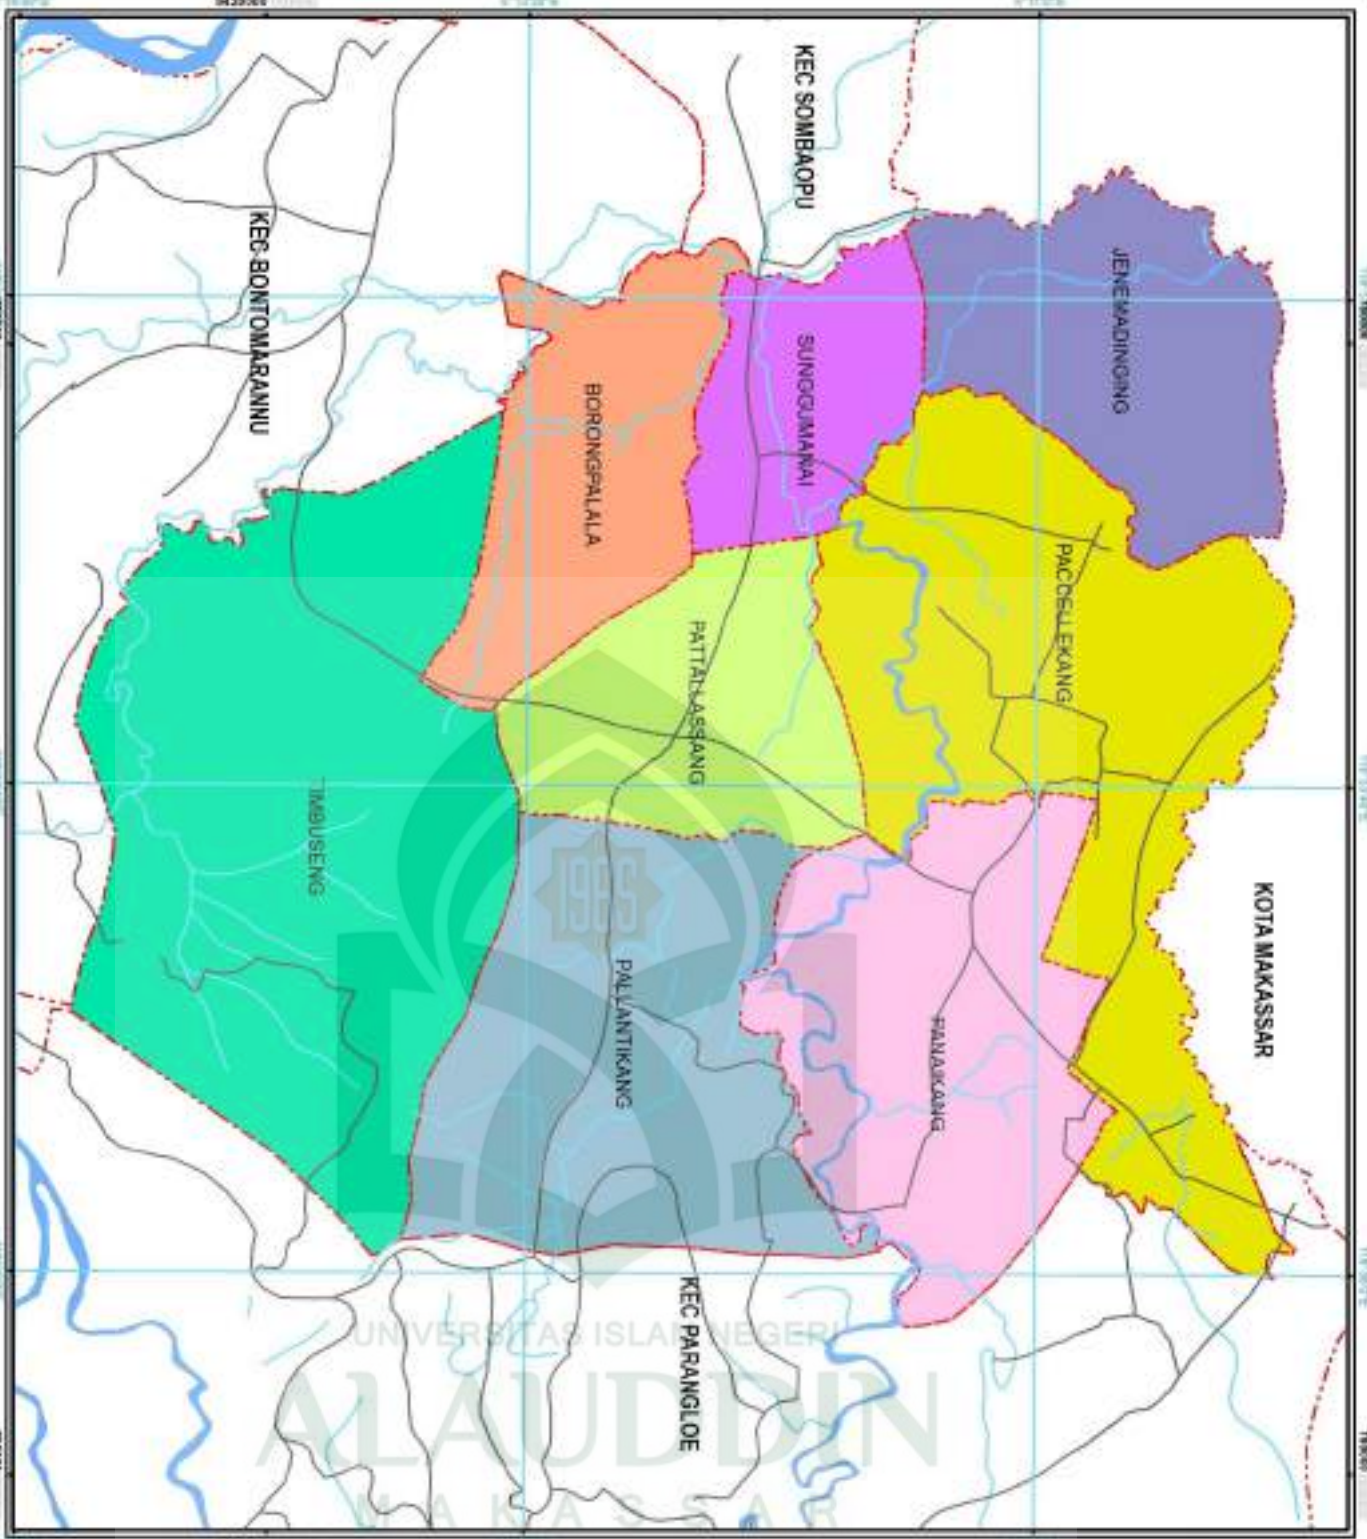 KOTA MAKASSAR
JENEMADINGING
PACCELLEKANG
PANAIKANG
KEC SOMBAOPU
SUNGGUMANAI
PATTALLASSANG
KEC PARANGLOE
PALLANTIKANG
BORONGPALALA
TIMBUSENG
KEC BONTOMARANNU
1965
UNIVERSITAS ISLAM NEGERI
ALAUDDIN
MAKASSAR